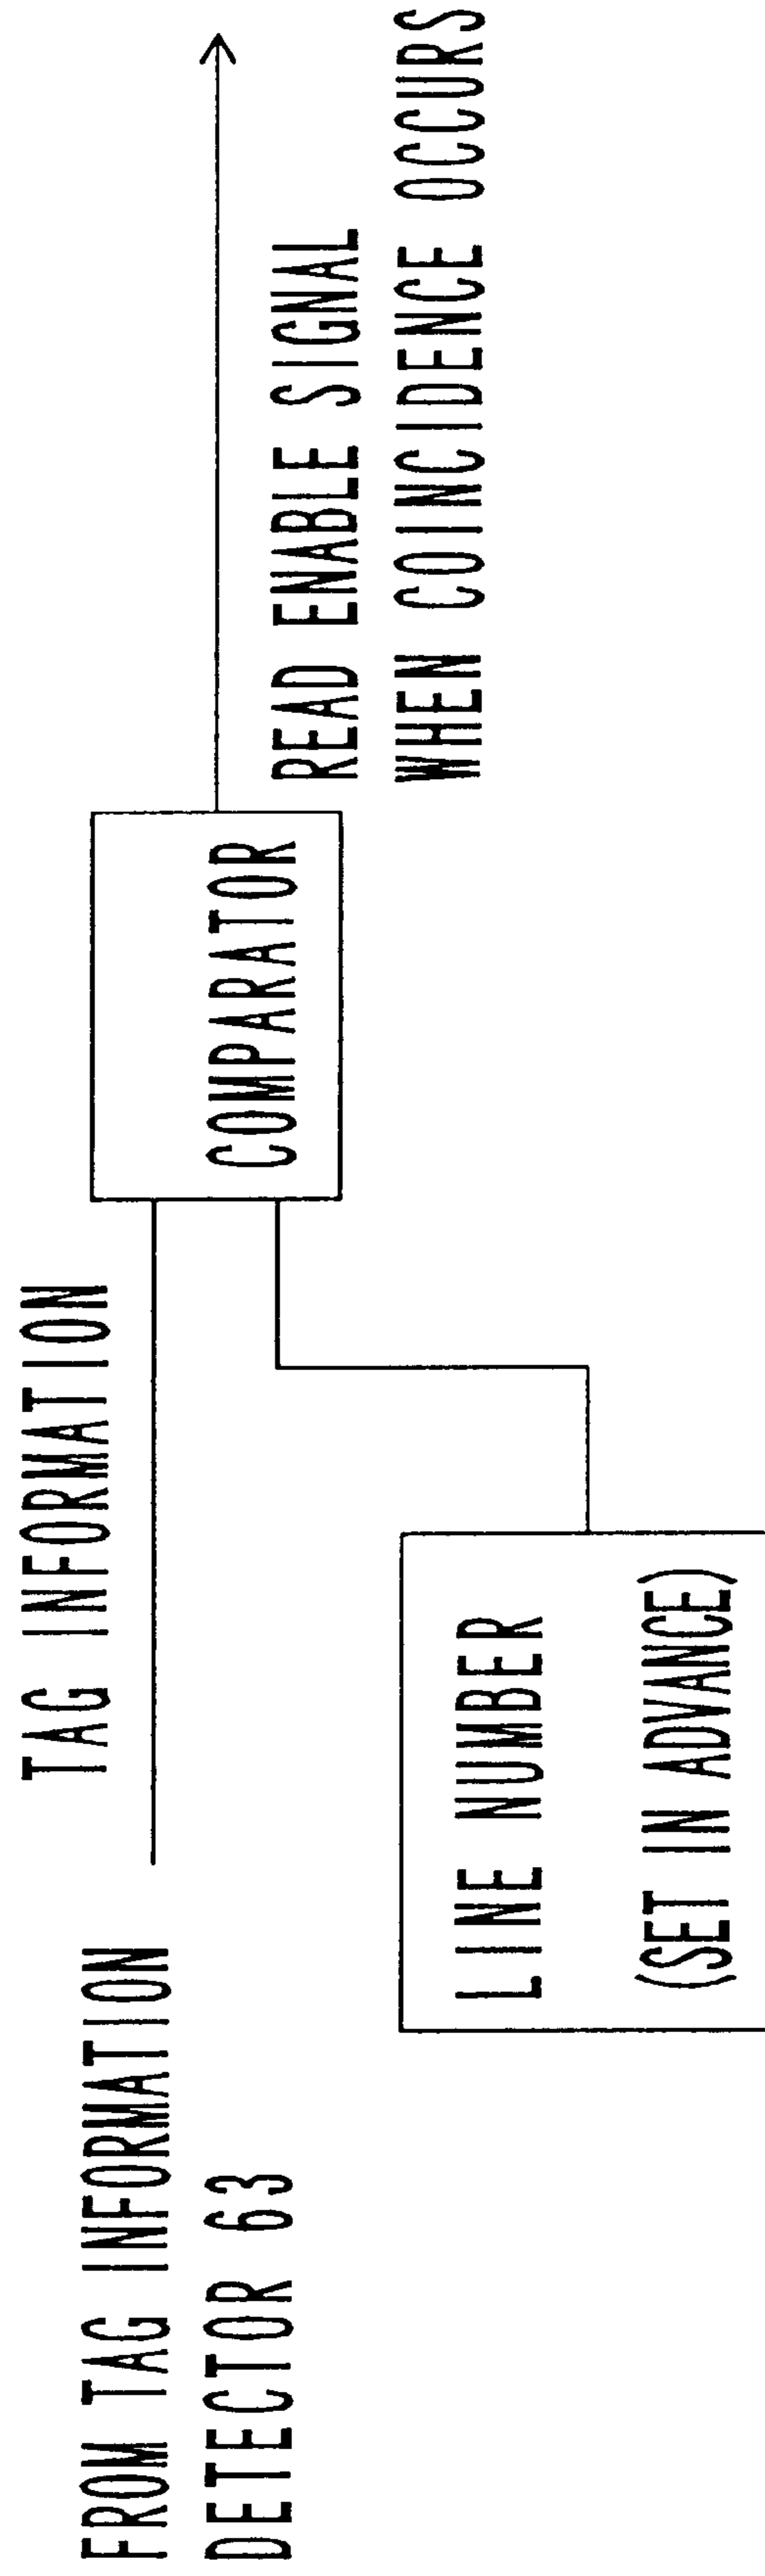 FROM TAG INFORMATION
DETECTOR 63
TAG INFORMATION
COMPARATOR
READ ENABLE SIGNAL
WHEN COINCIDENCE OCCURS
LINE NUMBER
(SET IN ADVANCE)